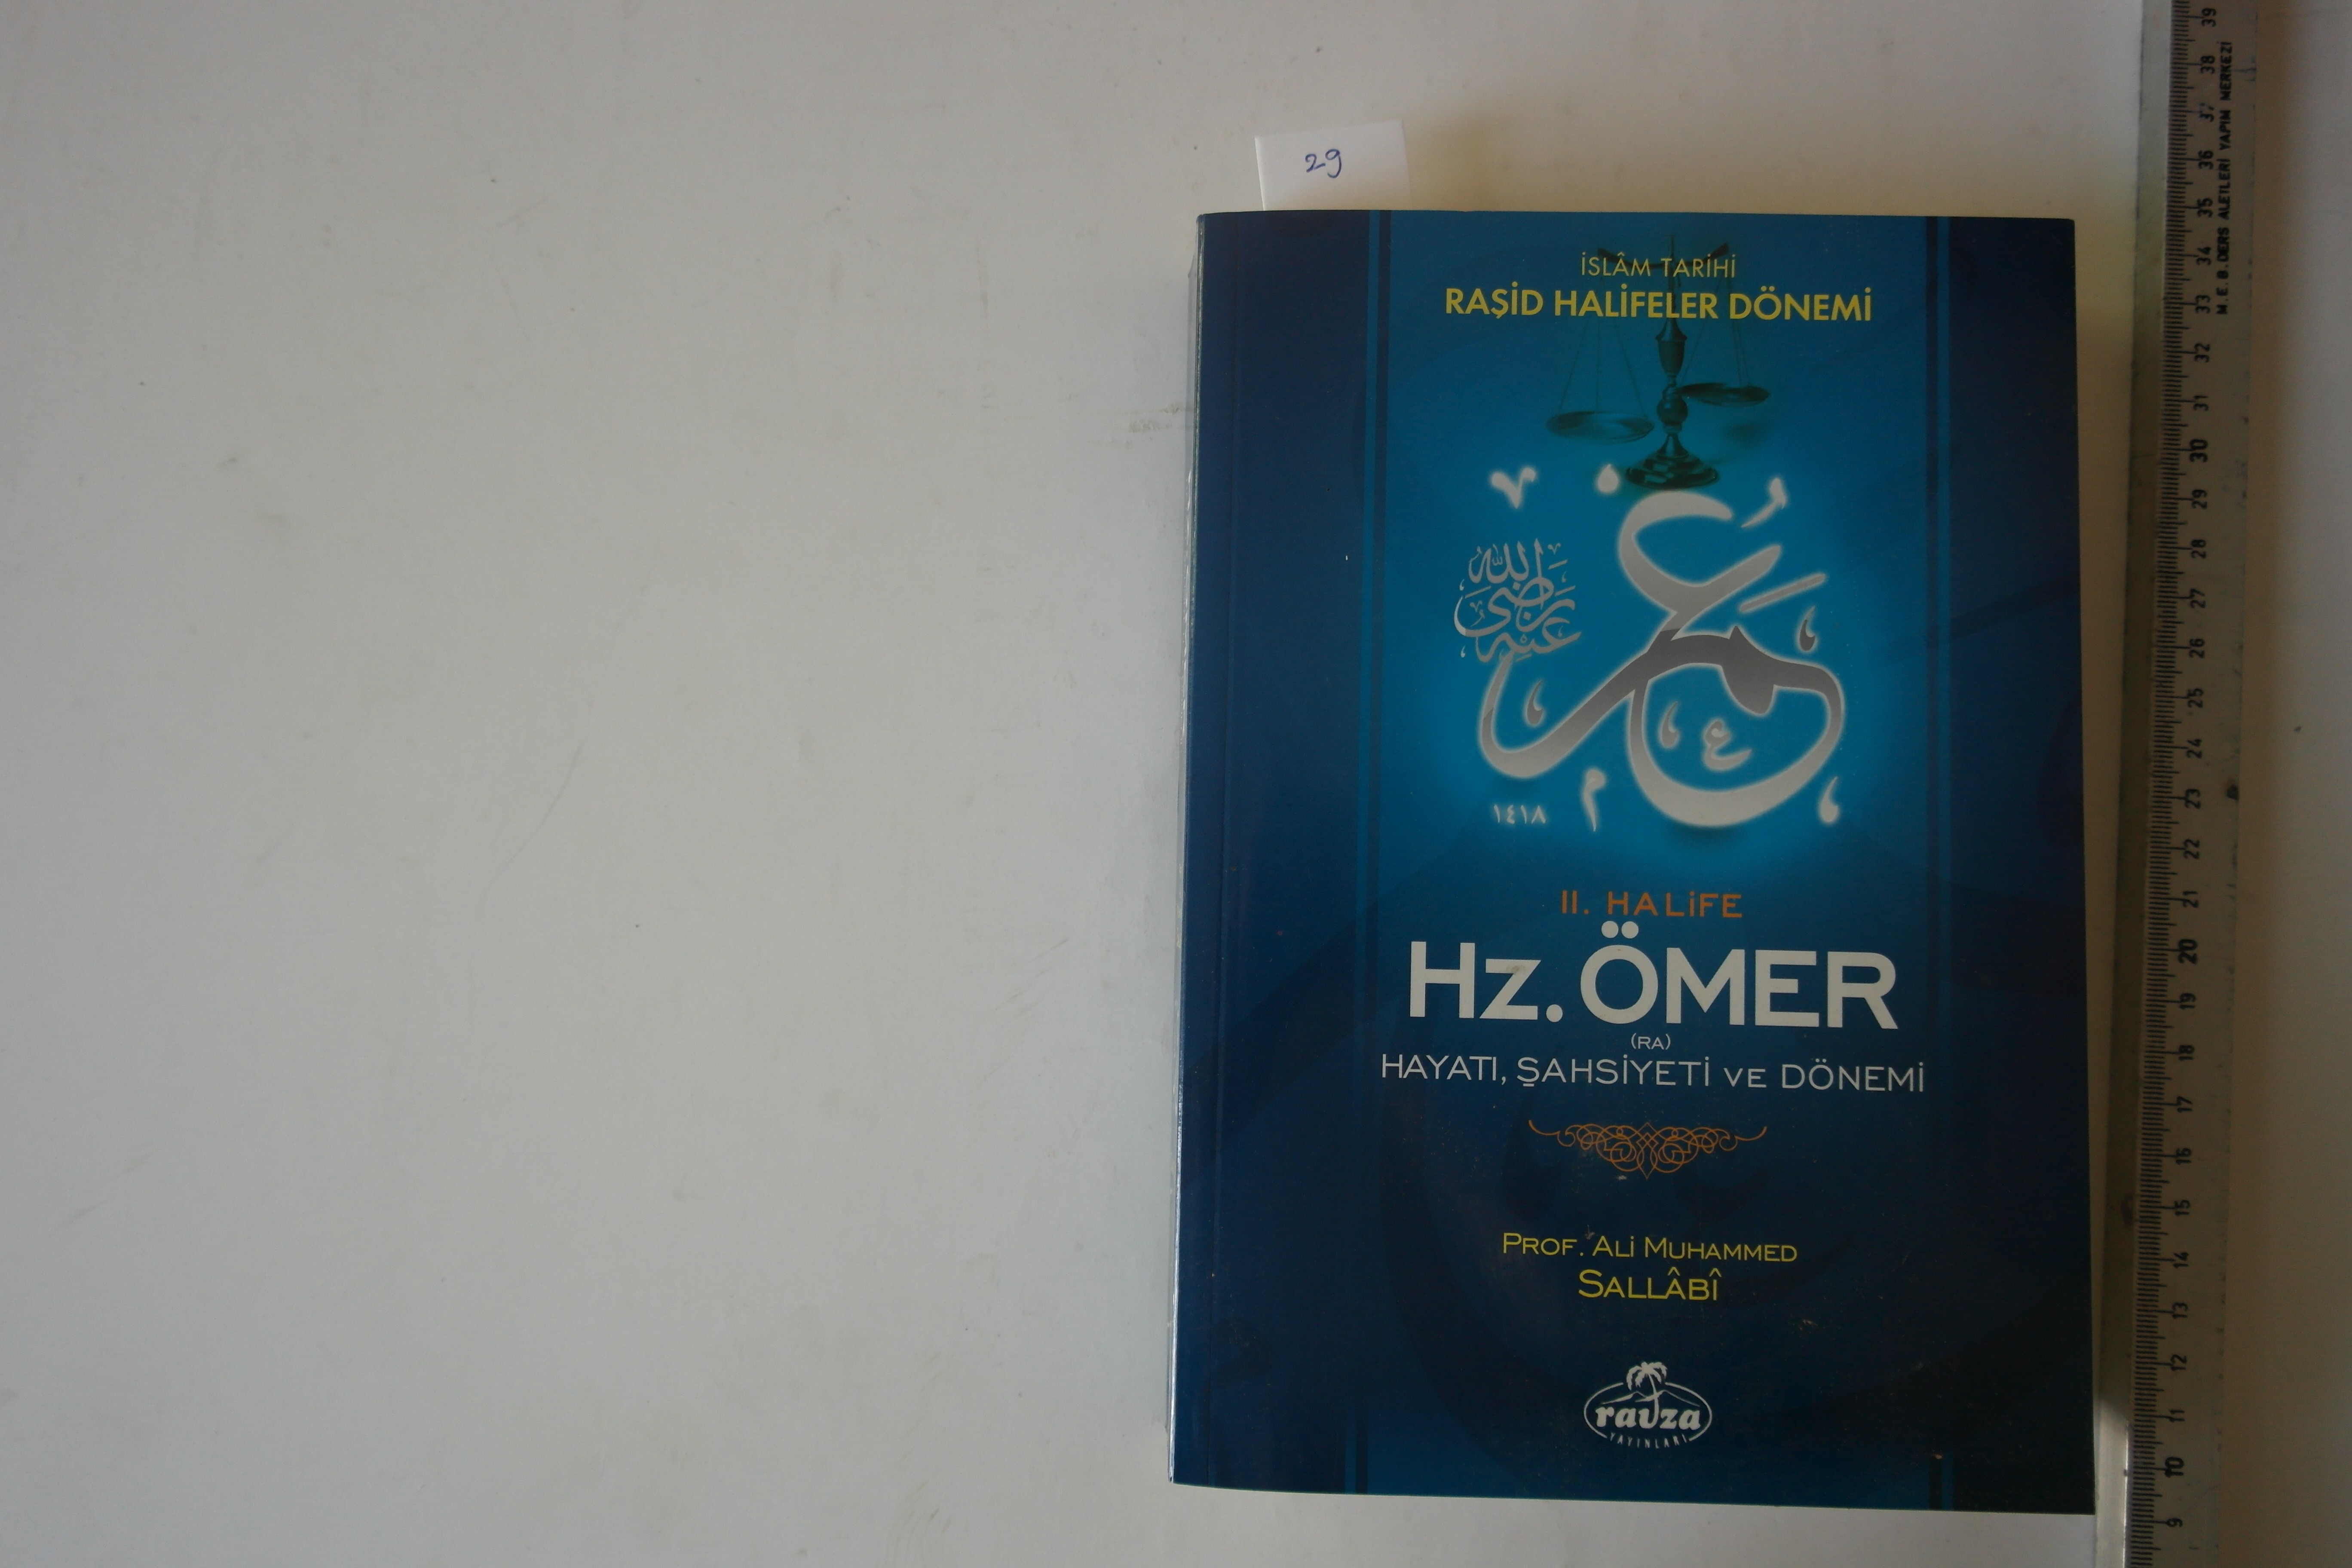 29
İSLÂM TARİHİ
RAŞİD HALİFELER DÖNEMİ
عمر
رضي الله عنه
١٤١٨
II. HALİFE
Hz. ÖMER
(RA)
HAYATI, ŞAHSİYETİ VE DÖNEMİ
PROF. ALİ MUHAMMED
SALLÂBÎ
ravza
YAYINLARI
M.E.B. DERS ALETLERİ YAPIM MERKEZİ
39
38
37
36
35
34
33
32
31
30
29
28
27
26
25
24
23
22
21
20
19
18
17
16
15
14
13
12
11
10
9